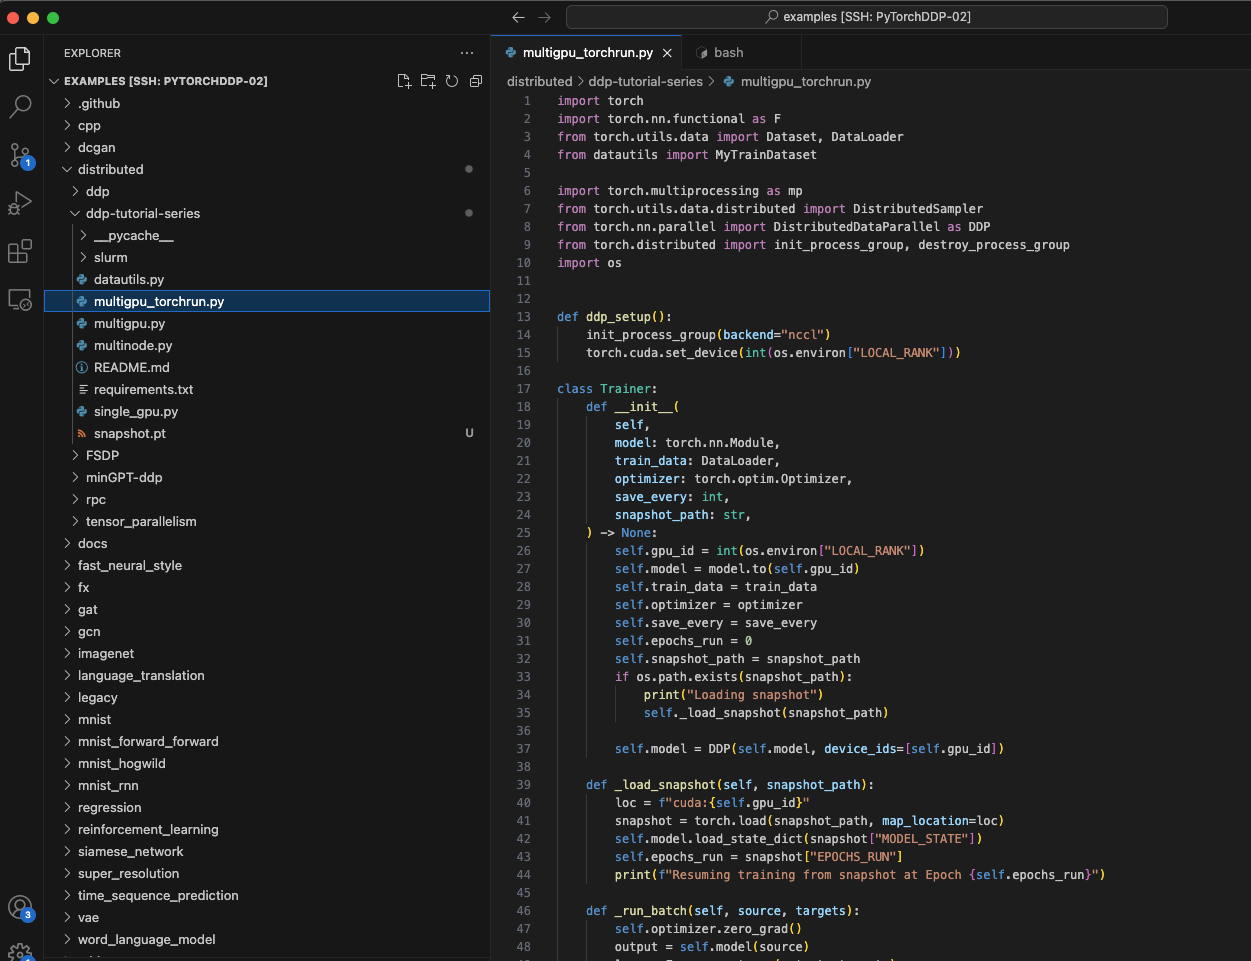 examples [SSH: PyTorchDDP-02]
EXPLORER
EXAMPLES [SSH: PYTORCHDDP-02]
.github
cpp
dcgan
distributed
ddp
ddp-tutorial-series
__pycache__
slurm
datautils.py
multigpu_torchrun.py
multigpu.py
multinode.py
README.md
requirements.txt
single_gpu.py
snapshot.pt U
FSDP
minGPT-ddp
rpc
tensor_parallelism
docs
fast_neural_style
fx
gat
gcn
imagenet
language_translation
legacy
mnist
mnist_forward_forward
mnist_hogwild
mnist_rnn
regression
reinforcement_learning
siamese_network
super_resolution
time_sequence_prediction
vae
word_language_model
1
3
multigpu_torchrun.py
bash
distributed > ddp-tutorial-series > multigpu_torchrun.py
1 import torch
2 import torch.nn.functional as F
3 from torch.utils.data import Dataset, DataLoader
4 from datautils import MyTrainDataset
5
6 import torch.multiprocessing as mp
7 from torch.utils.data.distributed import DistributedSampler
8 from torch.nn.parallel import DistributedDataParallel as DDP
9 from torch.distributed import init_process_group, destroy_process_group
10 import os
11
12
13 def ddp_setup():
14     init_process_group(backend="nccl")
15     torch.cuda.set_device(int(os.environ["LOCAL_RANK"]))
16
17 class Trainer:
18     def __init__(
19         self,
20         model: torch.nn.Module,
21         train_data: DataLoader,
22         optimizer: torch.optim.Optimizer,
23         save_every: int,
24         snapshot_path: str,
25     ) -> None:
26         self.gpu_id = int(os.environ["LOCAL_RANK"])
27         self.model = model.to(self.gpu_id)
28         self.train_data = train_data
29         self.optimizer = optimizer
30         self.save_every = save_every
31         self.epochs_run = 0
32         self.snapshot_path = snapshot_path
33         if os.path.exists(snapshot_path):
34             print("Loading snapshot")
35             self._load_snapshot(snapshot_path)
36
37         self.model = DDP(self.model, device_ids=[self.gpu_id])
38
39     def _load_snapshot(self, snapshot_path):
40         loc = f"cuda:{self.gpu_id}"
41         snapshot = torch.load(snapshot_path, map_location=loc)
42         self.model.load_state_dict(snapshot["MODEL_STATE"])
43         self.epochs_run = snapshot["EPOCHS_RUN"]
44         print(f"Resuming training from snapshot at Epoch {self.epochs_run}")
45
46     def _run_batch(self, source, targets):
47         self.optimizer.zero_grad()
48         output = self.model(source)